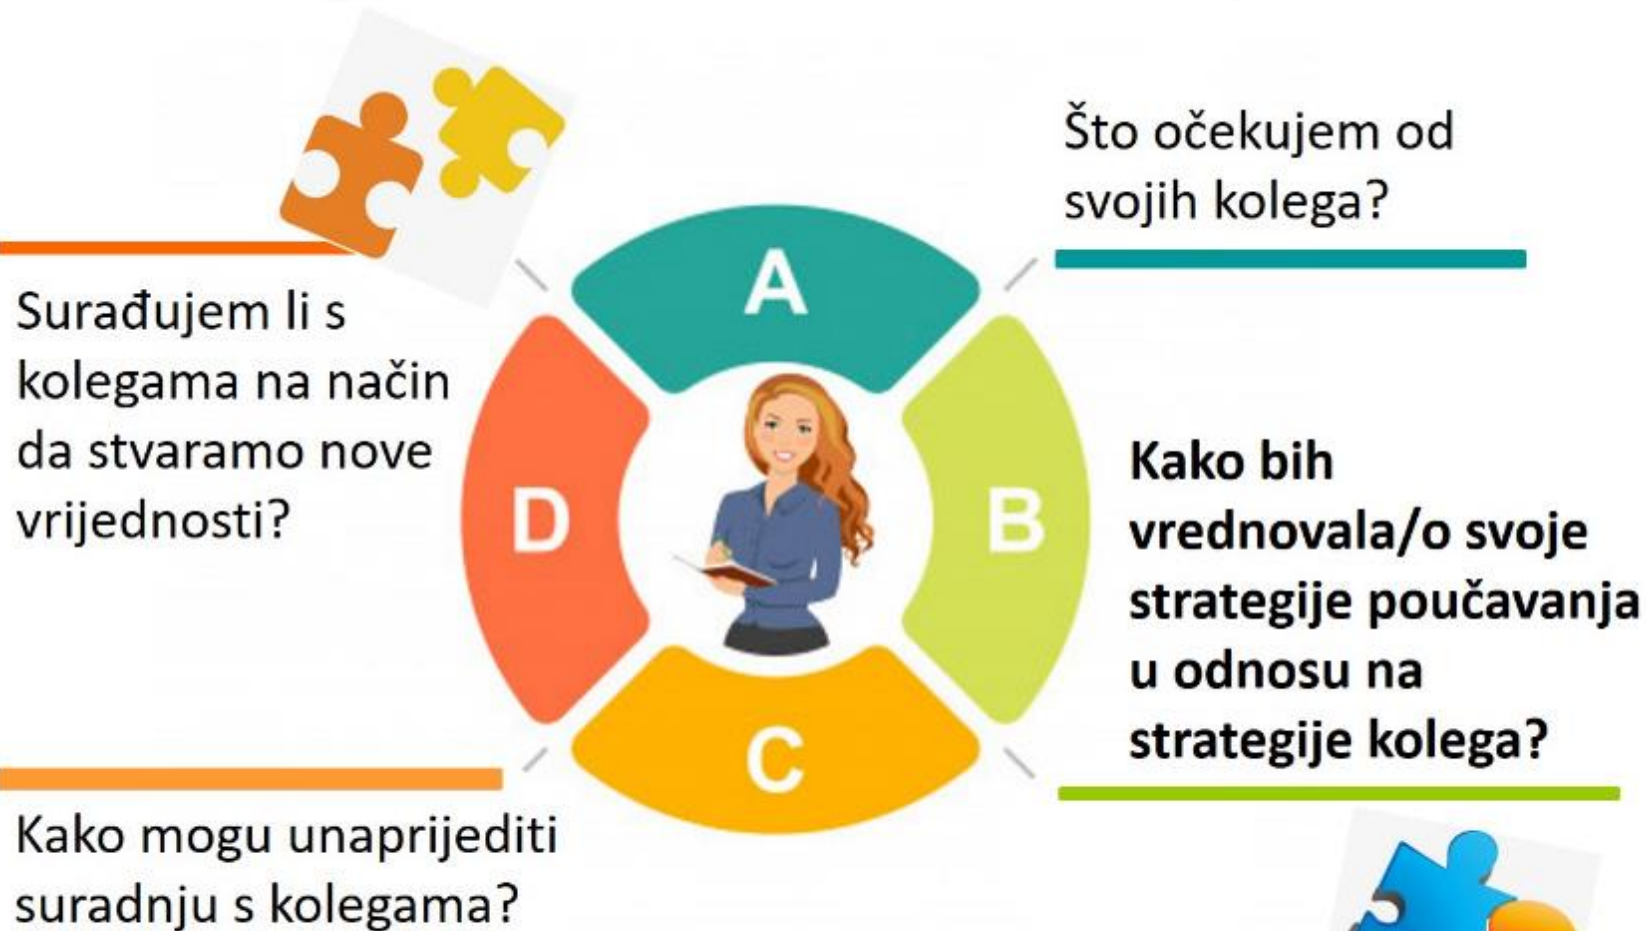 Što očekujem od
svojih kolega?
A
Surađujem li s
kolegama na način
da stvaramo nove
vrijednosti?
D
B
Kako bih
vrednovala/o svoje
strategije poučavanja
u odnosu na
strategije kolega?
C
Kako mogu unaprijediti
suradnju s kolegama?